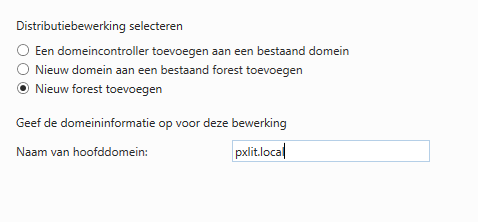 Distributiebewerking selecteren
Een domeincontroller toevoegen aan een bestaand domein
Nieuw domein aan een bestaand forest toevoegen
Nieuw forest toevoegen
Geef de domeininformatie op voor deze bewerking
Naam van hoofddomein: pxlit.local